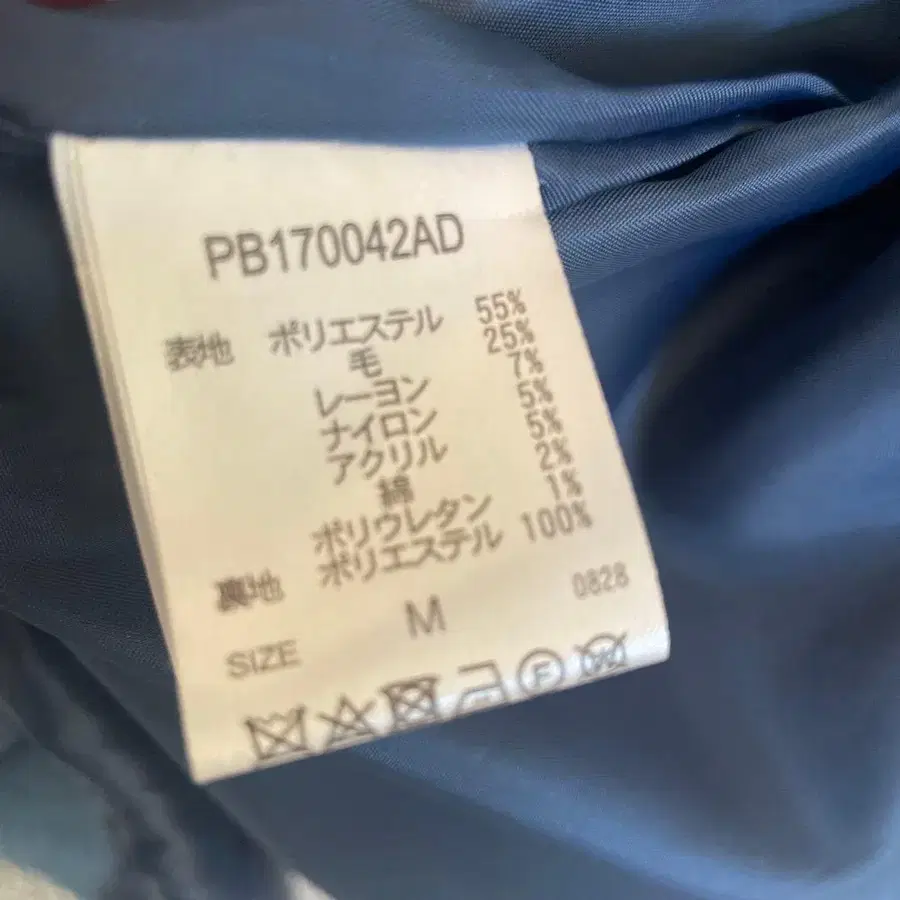 PB170042AD
表地 ポリエステル 55%
毛 25%
レーヨン 7%
ナイロン 5%
アクリル 5%
綿 2%
ポリウレタン 1%
裏地 ポリエステル 100%
0828
SIZE M
F